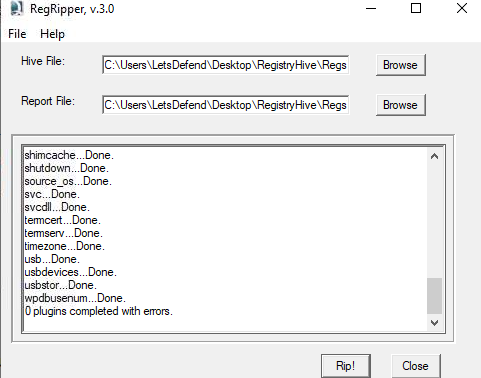 RegRipper, v.3.0
File Help
Hive File: C:\Users\LetsDefend\Desktop\RegistryHive\Regs Browse
Report File: C:\Users\LetsDefend\Desktop\RegistryHive\Regs Browse
shimcache...Done.
shutdown...Done.
source_os...Done.
svc...Done.
svcdll...Done.
termcert...Done.
termserv...Done.
timezone...Done.
usb...Done.
usbdevices...Done.
usbstor...Done.
wpdbusenum...Done.
0 plugins completed with errors.
Rip! Close